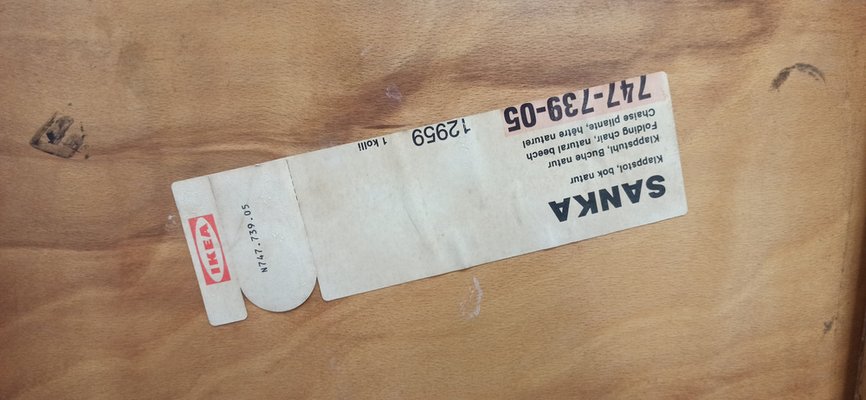 SANKA
Klappstol, bok natur
Klappstuhl, Buche natur
Folding chair, natural beech
Chaise pliante, hêtre naturel
747-739-05
12959
1 kolli
N747.739.05
IKEA